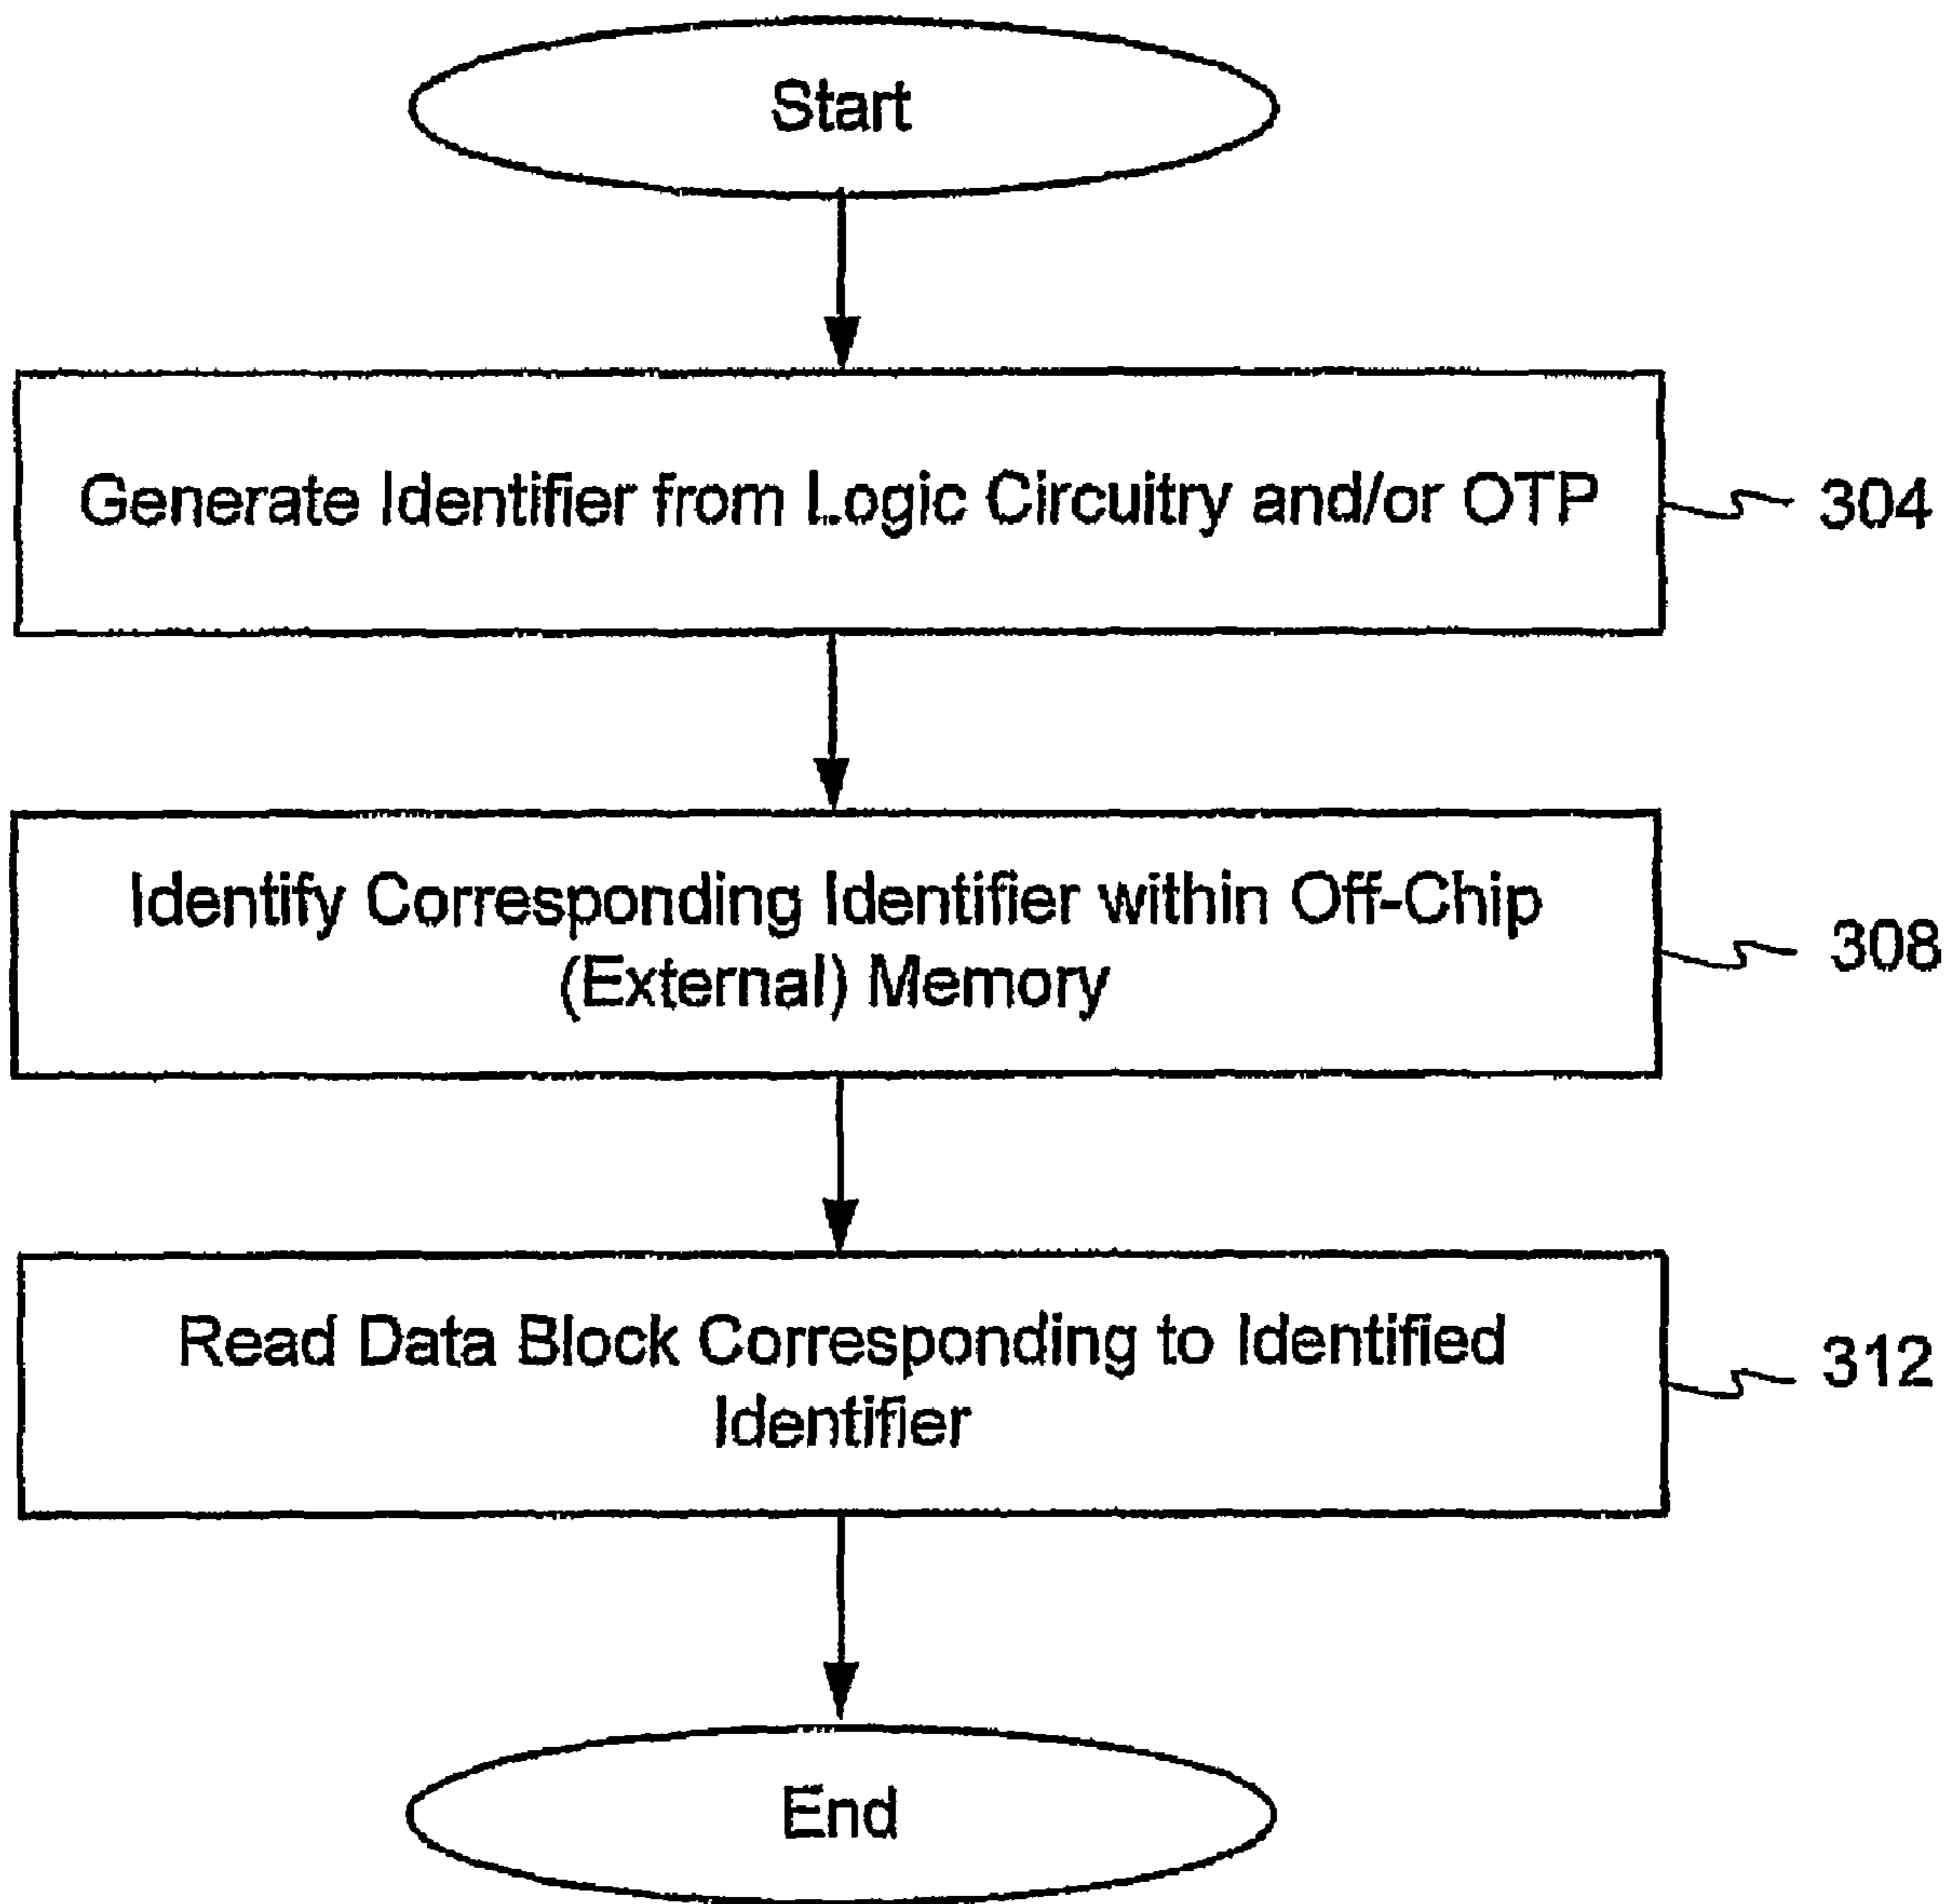 Start
Generate Identifier from Logic Circuitry and/or OTP
304
Identify Corresponding Identifier within Off-Chip
(External) Memory
308
Read Data Block Corresponding to Identified
Identifier
312
End